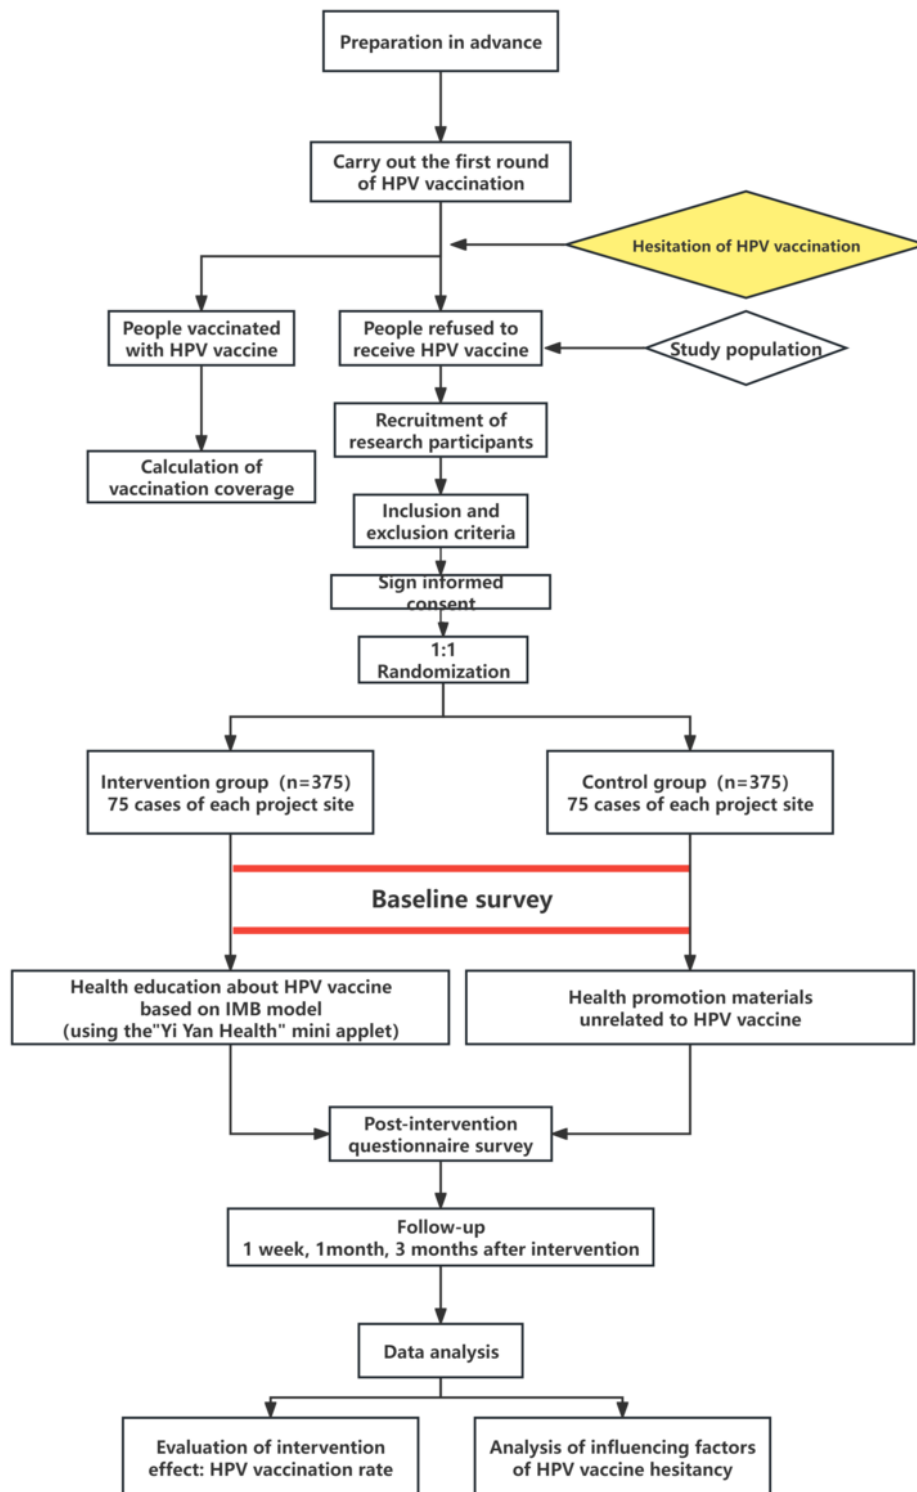 Preparation in advance
Carry out the first round
of HPV vaccination
Hesitation of HPV vaccination
People vaccinated
with HPV vaccine
People refused to
receive HPV vaccine
Study population
Recruitment of
research participants
Calculation of
vaccination coverage
Inclusion and
exclusion criteria
Sign informed
consent
1:1
Randomization
Intervention group（n=375）
75 cases of each project site
Control group（n=375）
75 cases of each project site
Baseline survey
Health education about HPV vaccine
based on IMB model
(using the"Yi Yan Health" mini applet)
Health promotion materials
unrelated to HPV vaccine
Post-intervention
questionnaire survey
Follow-up
1 week, 1month, 3 months after intervention
Data analysis
Evaluation of intervention
effect: HPV vaccination rate
Analysis of influencing factors
of HPV vaccine hesitancy